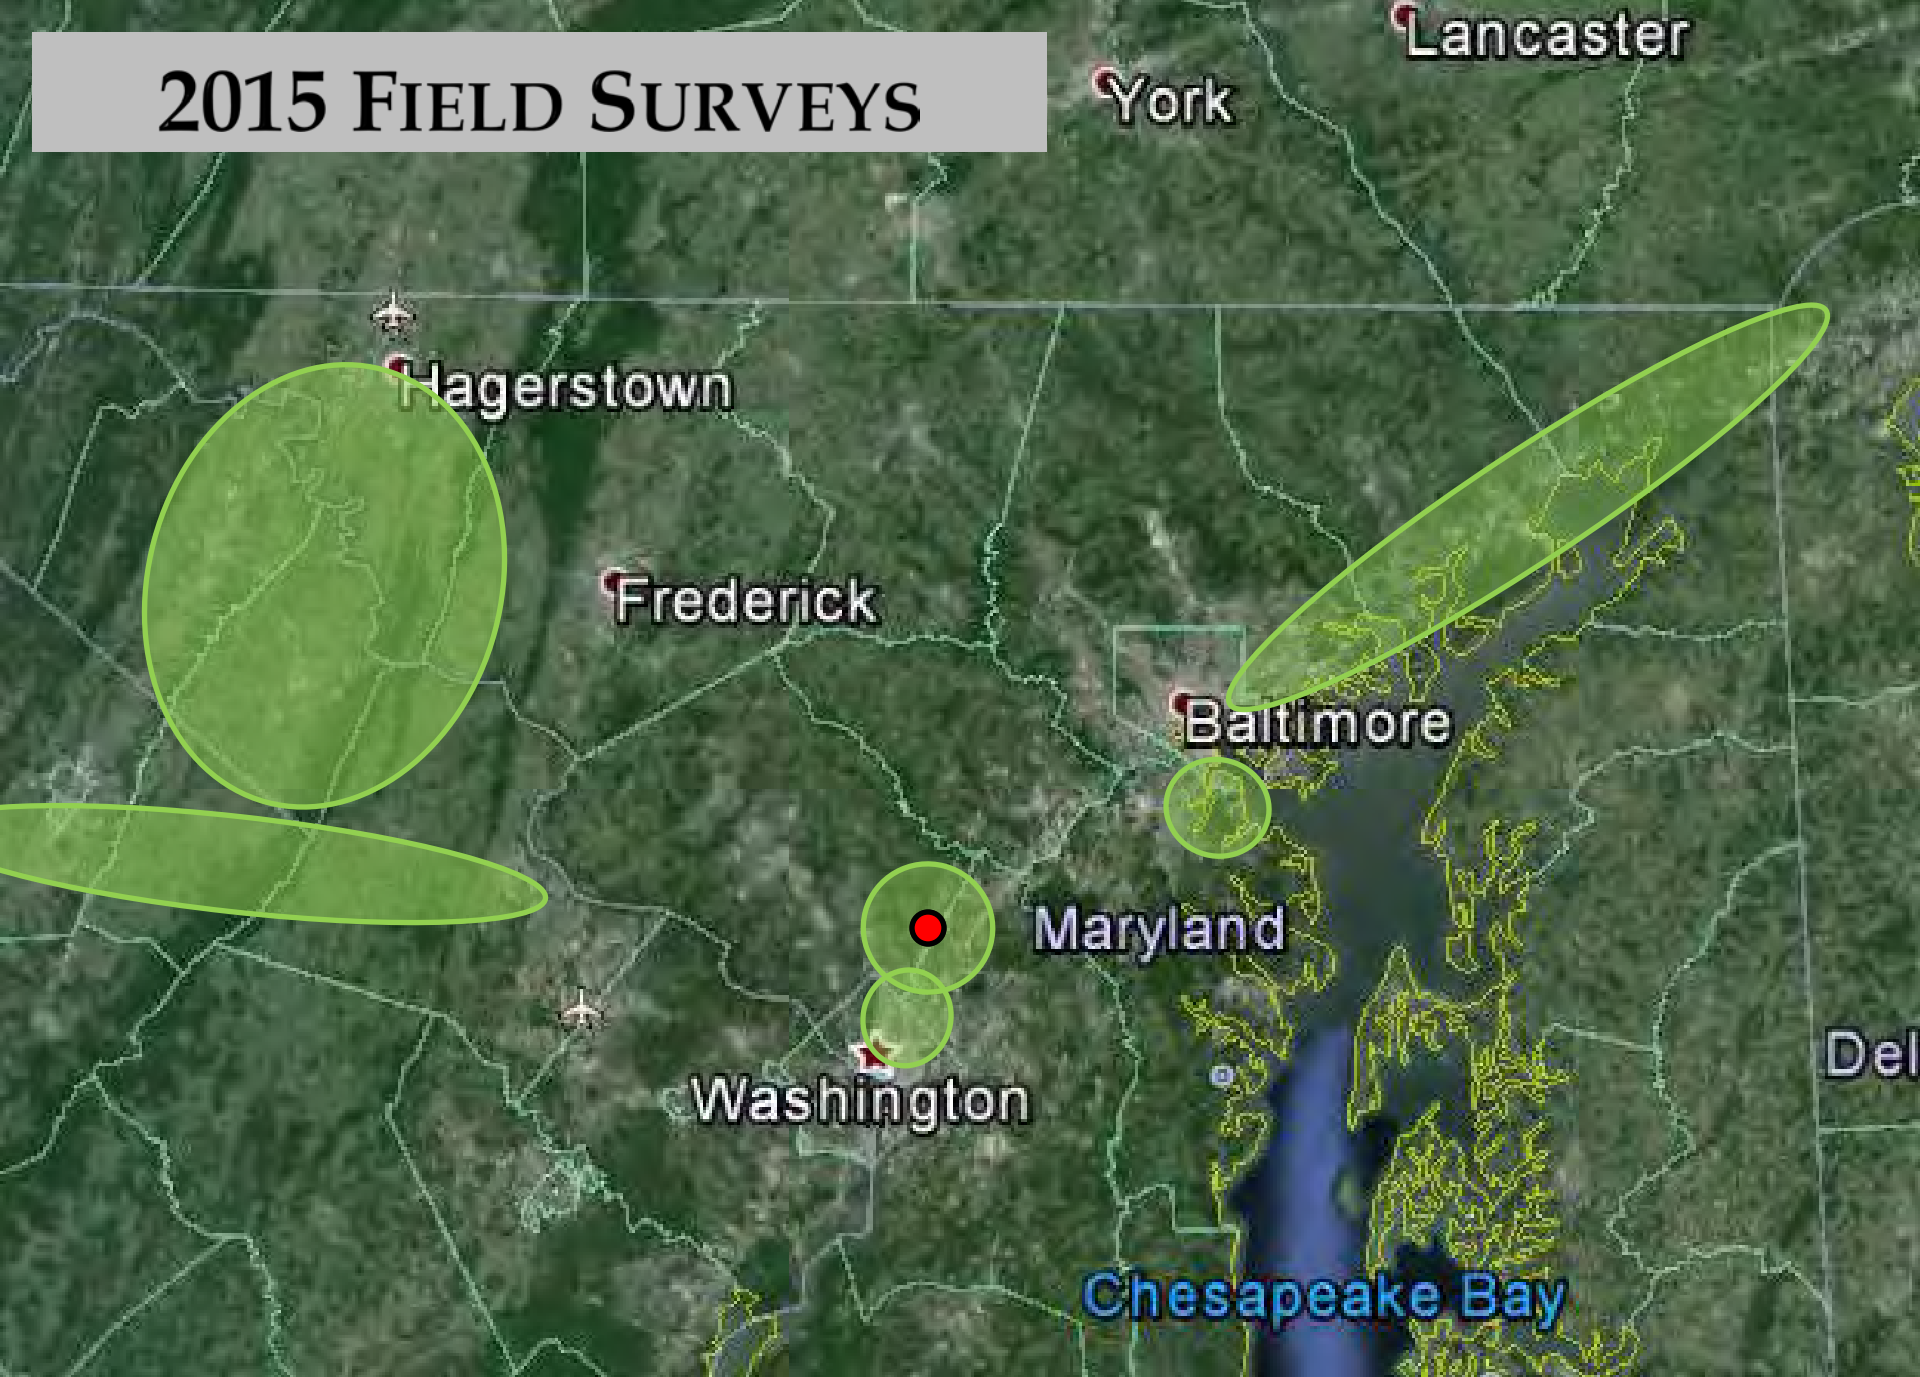 Lancaster
2015 FIELD SURVEYS
York
Hagerstown
Frederick
Baltimore
Maryland
Del
Washington
Chesapeake Bay